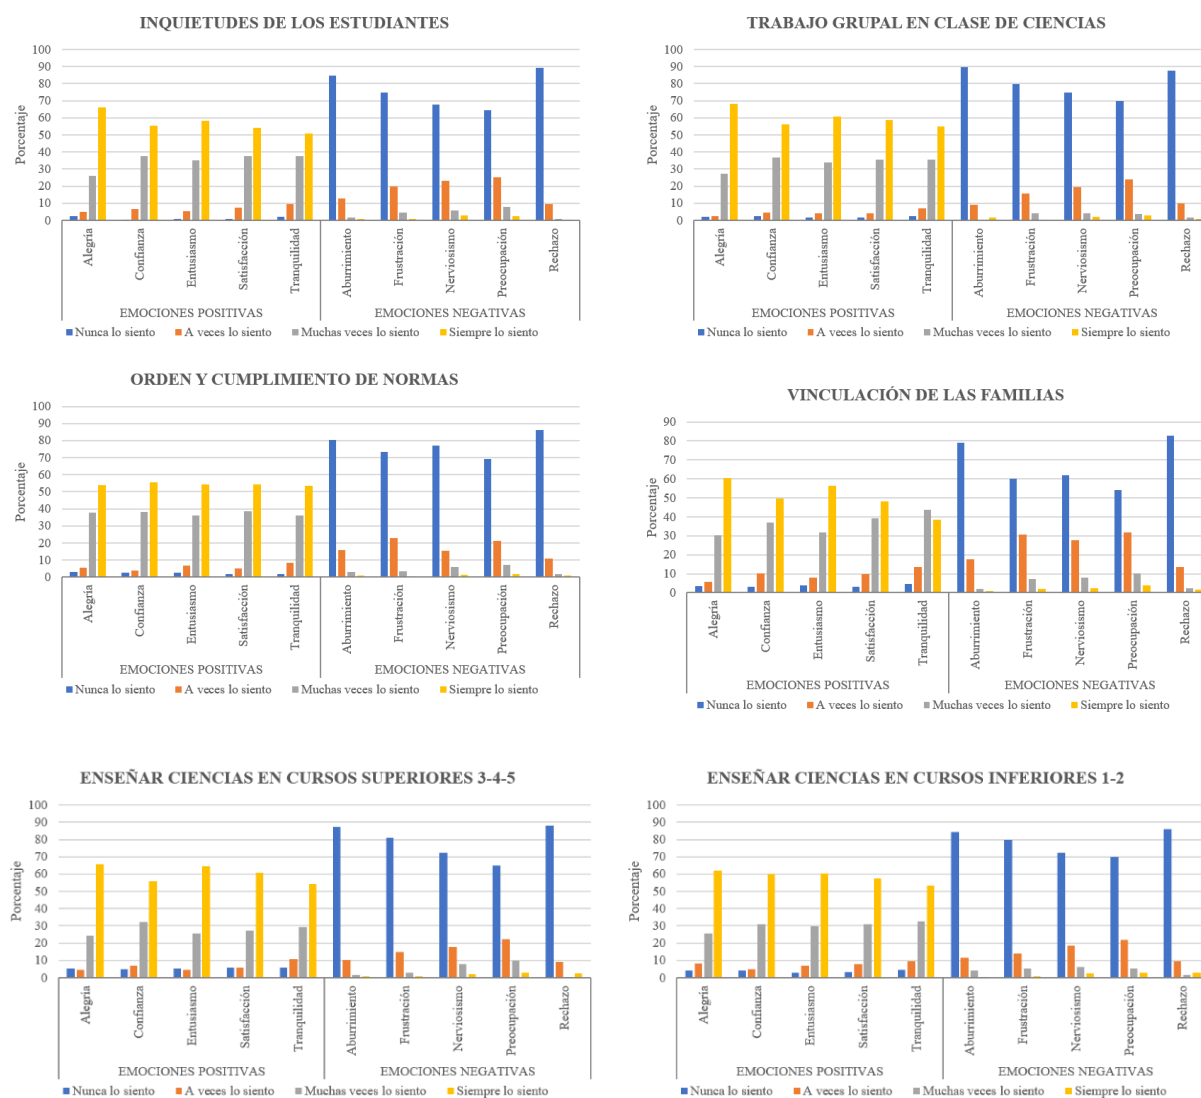 INQUIETUDES DE LOS ESTUDIANTES
Porcentaje
100
90
80
70
60
50
40
30
20
10
0
Alegría
Confianza
Entusiasmo
Satisfacción
Tranquilidad
Aburrimiento
Frustración
Nerviosismo
Preocupación
Rechazo
EMOCIONES POSITIVAS
EMOCIONES NEGATIVAS
Nunca lo siento
A veces lo siento
Muchas veces lo siento
Siempre lo siento
TRABAJO GRUPAL EN CLASE DE CIENCIAS
Porcentaje
100
90
80
70
60
50
40
30
20
10
0
Alegría
Confianza
Entusiasmo
Satisfacción
Tranquilidad
Aburrimiento
Frustración
Nerviosismo
Preocupación
Rechazo
EMOCIONES POSITIVAS
EMOCIONES NEGATIVAS
Nunca lo siento
A veces lo siento
Muchas veces lo siento
Siempre lo siento
ORDEN Y CUMPLIMIENTO DE NORMAS
Porcentaje
100
90
80
70
60
50
40
30
20
10
0
Alegría
Confianza
Entusiasmo
Satisfacción
Tranquilidad
Aburrimiento
Frustración
Nerviosismo
Preocupación
Rechazo
EMOCIONES POSITIVAS
EMOCIONES NEGATIVAS
Nunca lo siento
A veces lo siento
Muchas veces lo siento
Siempre lo siento
VINCULACIÓN DE LAS FAMILIAS
Porcentaje
90
80
70
60
50
40
30
20
10
0
Alegría
Confianza
Entusiasmo
Satisfacción
Tranquilidad
Aburrimiento
Frustración
Nerviosismo
Preocupación
Rechazo
EMOCIONES POSITIVAS
EMOCIONES NEGATIVAS
Nunca lo siento
A veces lo siento
Muchas veces lo siento
Siempre lo siento
ENSEÑAR CIENCIAS EN CURSOS SUPERIORES 3-4-5
Porcentaje
100
90
80
70
60
50
40
30
20
10
0
Alegría
Confianza
Entusiasmo
Satisfacción
Tranquilidad
Aburrimiento
Frustración
Nerviosismo
Preocupación
Rechazo
EMOCIONES POSITIVAS
EMOCIONES NEGATIVAS
Nunca lo siento
A veces lo siento
Muchas veces lo siento
Siempre lo siento
ENSEÑAR CIENCIAS EN CURSOS INFERIORES 1-2
Porcentaje
100
90
80
70
60
50
40
30
20
10
0
Alegría
Confianza
Entusiasmo
Satisfacción
Tranquilidad
Aburrimiento
Frustración
Nerviosismo
Preocupación
Rechazo
EMOCIONES POSITIVAS
EMOCIONES NEGATIVAS
Nunca lo siento
A veces lo siento
Muchas veces lo siento
Siempre lo siento